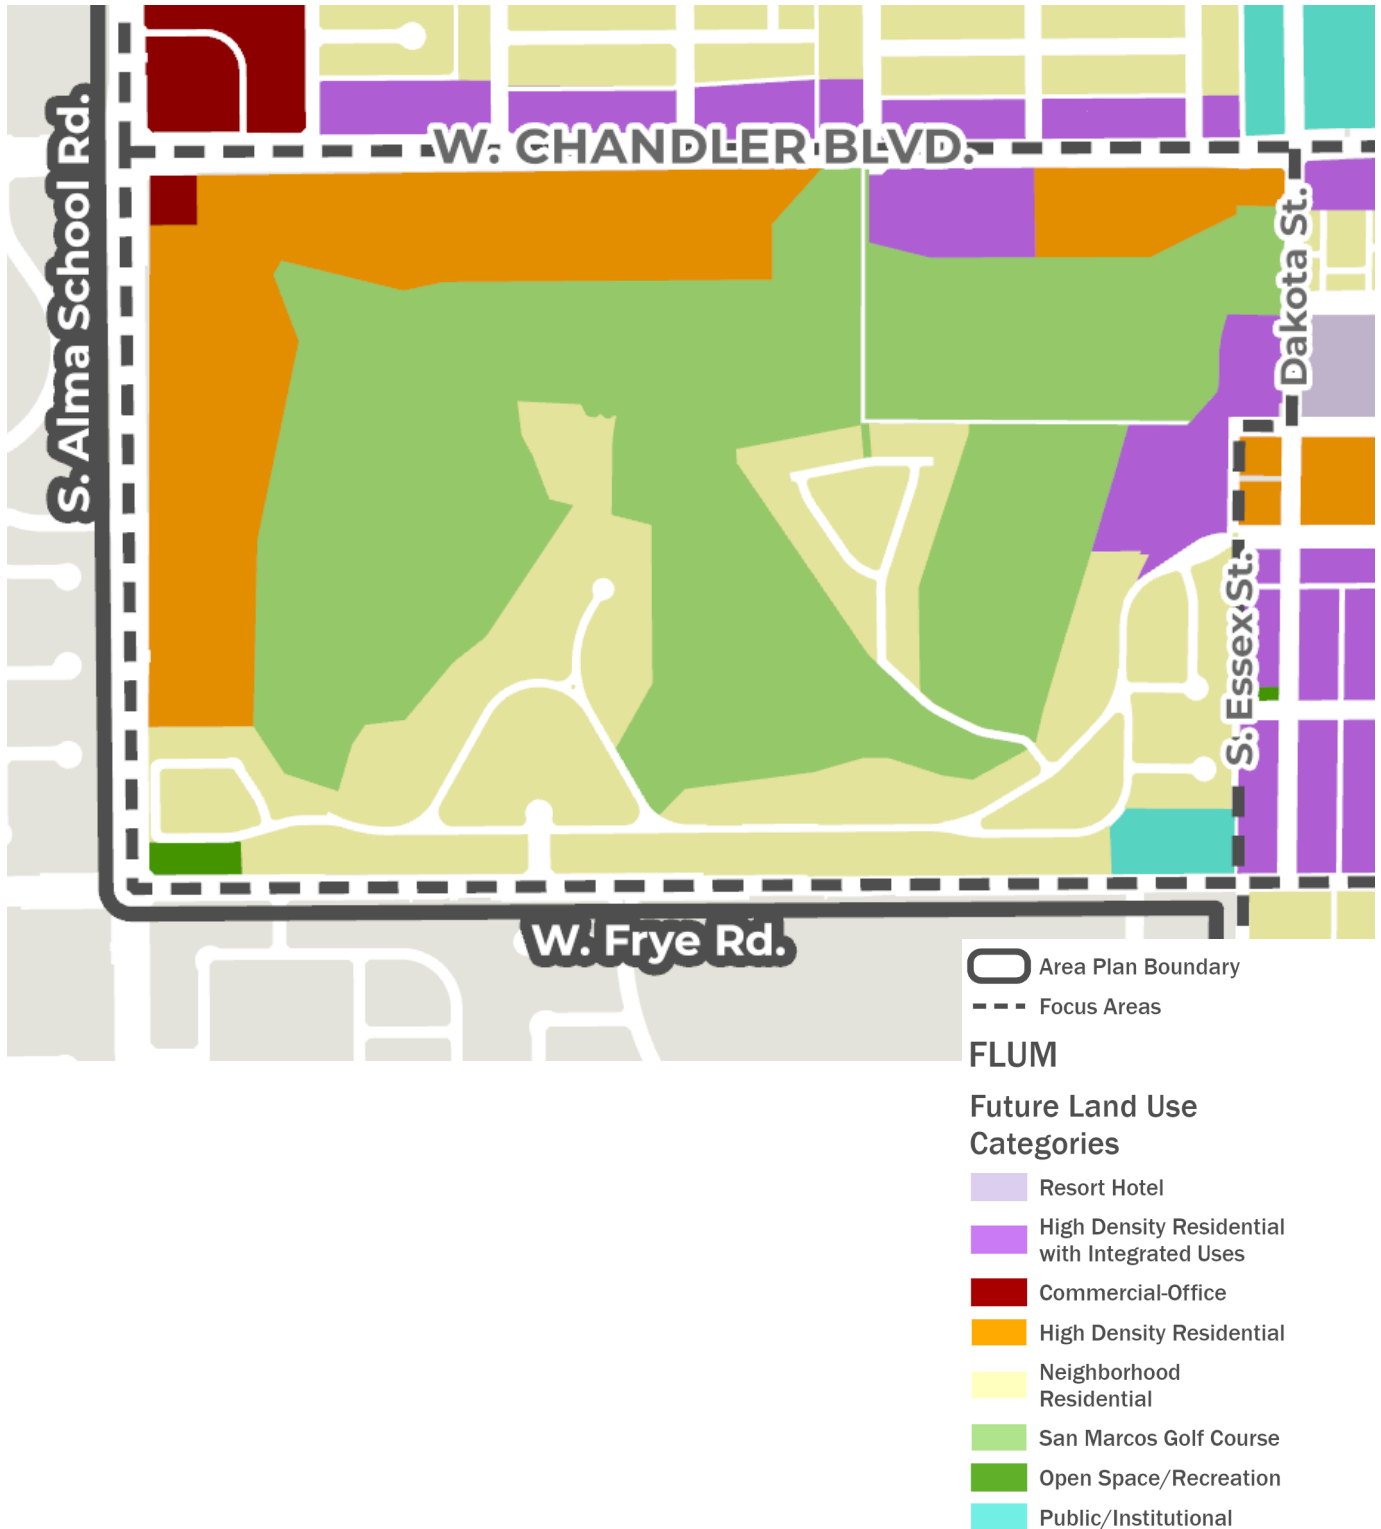 W. CHANDLER BLVD.
S. Alma School Rd.
Dakota St.
S. Essex St.
W. Frye Rd.
Area Plan Boundary
Focus Areas
FLUM
Future Land Use
Categories
Resort Hotel
High Density Residential
with Integrated Uses
Commercial-Office
High Density Residential
Neighborhood
Residential
San Marcos Golf Course
Open Space/Recreation
Public/Institutional